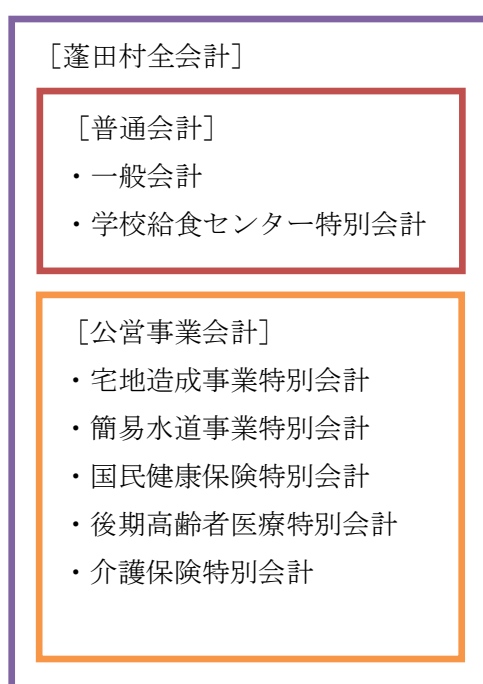 ［蓬田村全会計］
［普通会計］
・一般会計
・学校給食センター特別会計
［公営事業会計］
・宅地造成事業特別会計
・簡易水道事業特別会計
・国民健康保険特別会計
・後期高齢者医療特別会計
・介護保険特別会計